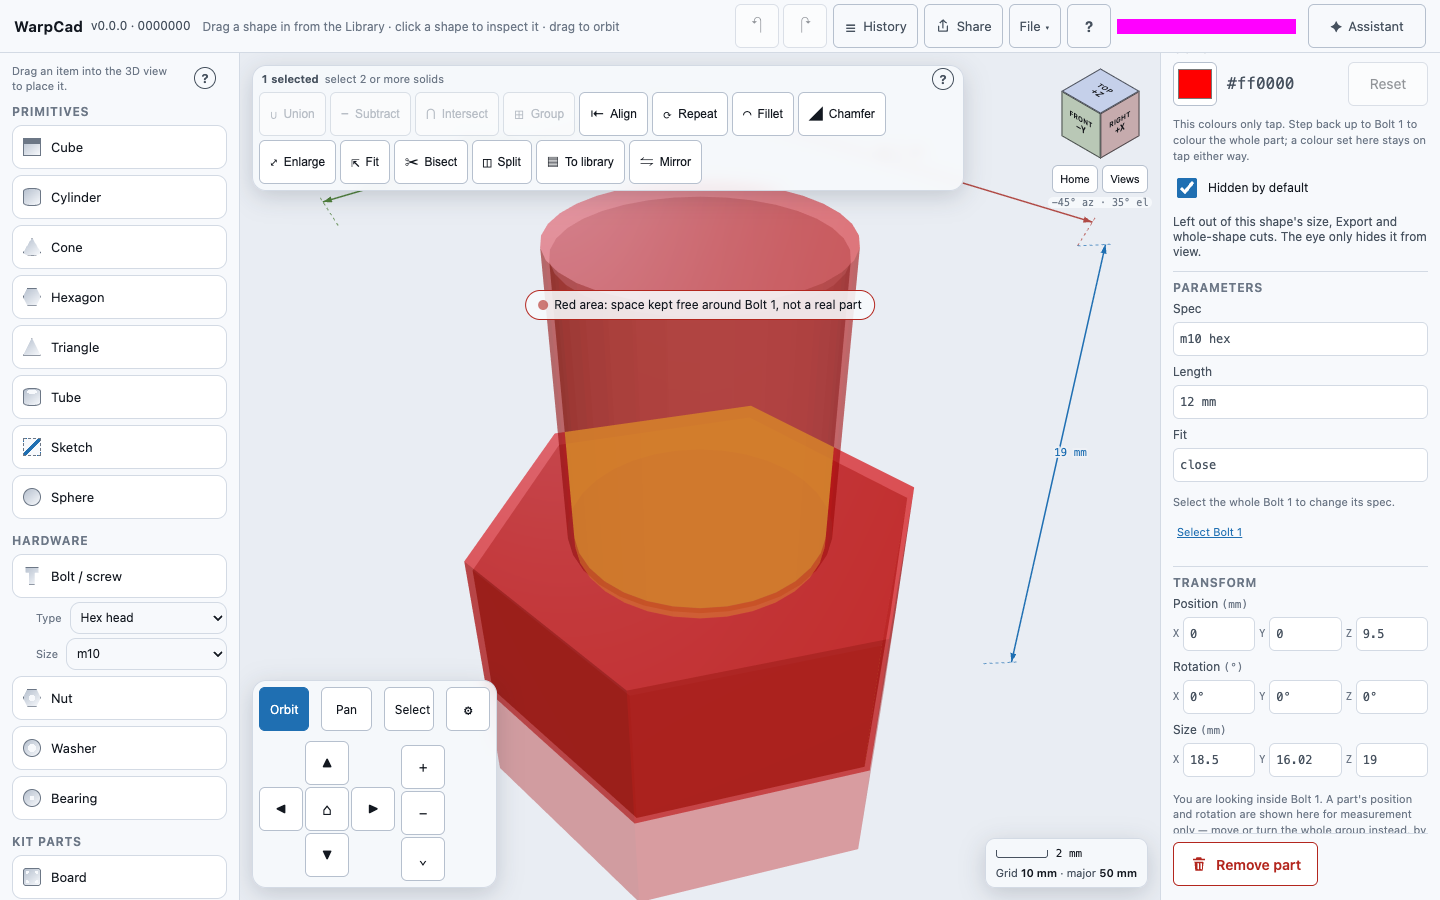 WarpCad v0.0.0 · 0000000 Drag a shape in from the Library · click a shape to inspect it · drag to orbit
History
Share
File
?
Assistant
Drag an item into the 3D view
to place it.
?
PRIMITIVES
Cube
Cylinder
Cone
Hexagon
Triangle
Tube
Sketch
Sphere
HARDWARE
Bolt / screw
Type Hex head
Size m10
Nut
Washer
Bearing
KIT PARTS
Board
1 selected select 2 or more solids
?
Union
Subtract
Intersect
Group
Align
Repeat
Fillet
Chamfer
Enlarge
Fit
Bisect
Split
To library
Mirror
TOP
+Z
FRONT
−Y
RIGHT
+X
Home
Views
−45° az · 35° el
Red area: space kept free around Bolt 1, not a real part
19 mm
Orbit
Pan
Select
2 mm
Grid 10 mm · major 50 mm
#ff0000
Reset
This colours only tap. Step back up to Bolt 1 to
colour the whole part; a colour set here stays on
tap either way.
Hidden by default
Left out of this shape's size, Export and
whole-shape cuts. The eye only hides it from
view.
PARAMETERS
Spec
m10 hex
Length
12 mm
Fit
close
Select the whole Bolt 1 to change its spec.
Select Bolt 1
TRANSFORM
Position (mm)
X 0 Y 0 Z 9.5
Rotation (°)
X 0° Y 0° Z 0°
Size (mm)
X 18.5 Y 16.02 Z 19
You are looking inside Bolt 1. A part's position
and rotation are shown here for measurement
only — move or turn the whole group instead, by
Remove part